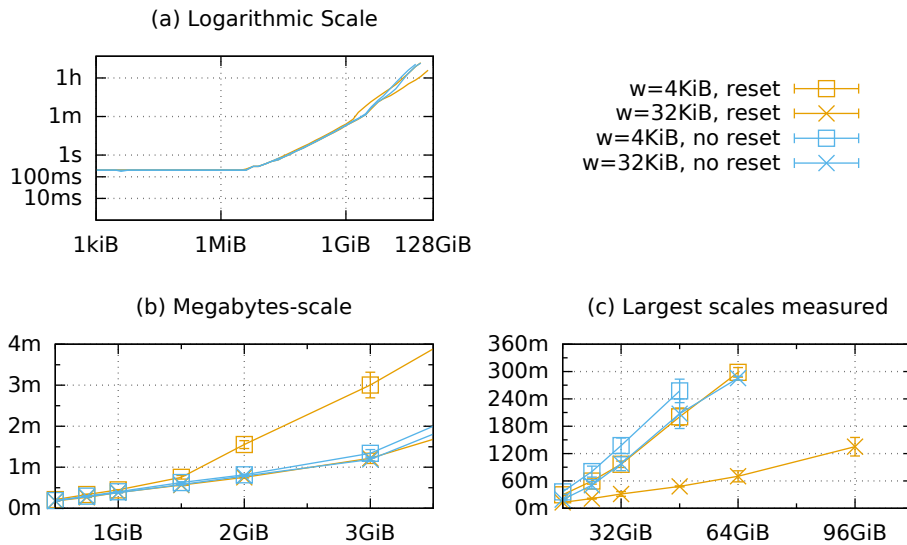 (a) Logarithmic Scale
1h
1m
1s
100ms
10ms
1kiB 1MiB 1GiB 128GiB
w=4KiB, reset
w=32KiB, reset
w=4KiB, no reset
w=32KiB, no reset
(b) Megabytes-scale
4m
3m
2m
1m
0m
1GiB 2GiB 3GiB
(c) Largest scales measured
360m
300m
240m
180m
120m
60m
0m
32GiB 64GiB 96GiB